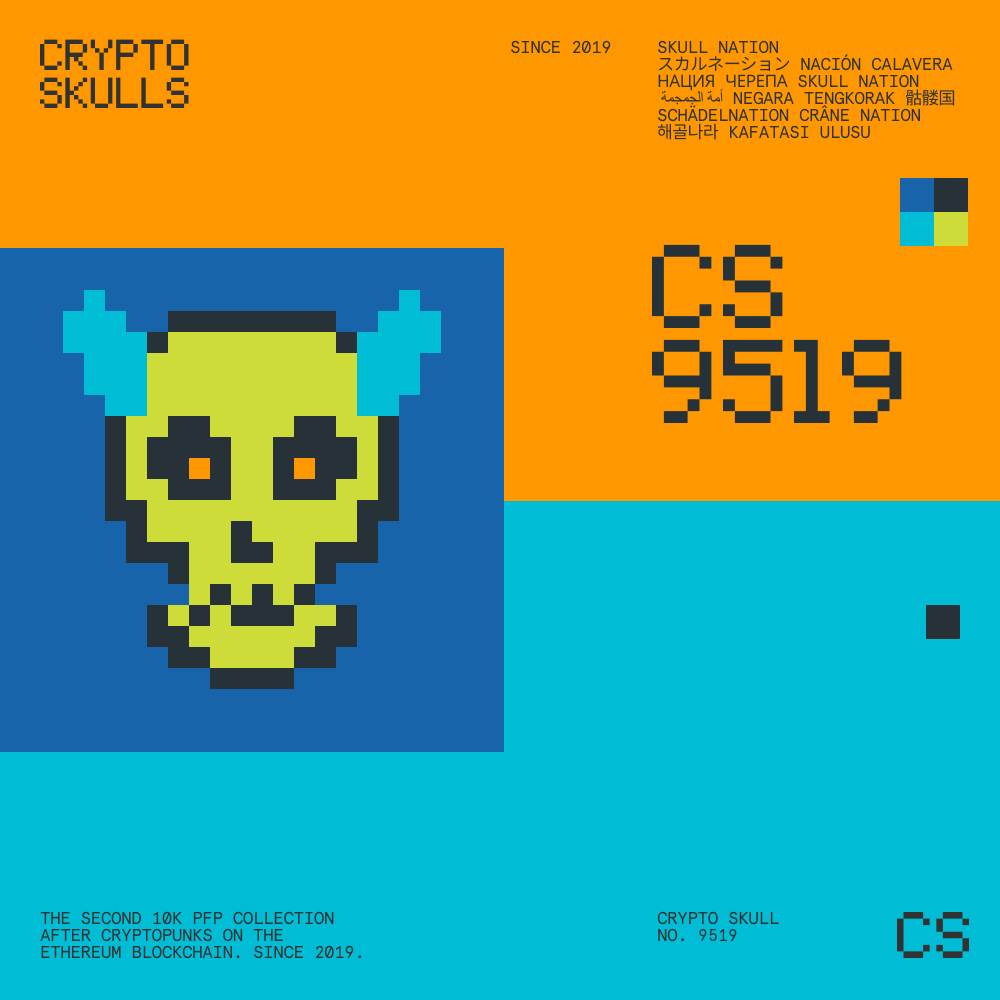 CRYPTO
SKULLS
SINCE 2019
SKULL NATION
スカルネーション NACIÓN CALAVERA
НАЦИЯ ЧЕРЕПА SKULL NATION
أمة الجمجمة NEGARA TENGKORAK 骷髅国
SCHÄDELNATION CRÂNE NATION
해골나라 KAFATASI ULUSU
CS
9519
THE SECOND 10K PFP COLLECTION
AFTER CRYPTOPUNKS ON THE
ETHEREUM BLOCKCHAIN. SINCE 2019.
CRYPTO SKULL
NO. 9519
CS